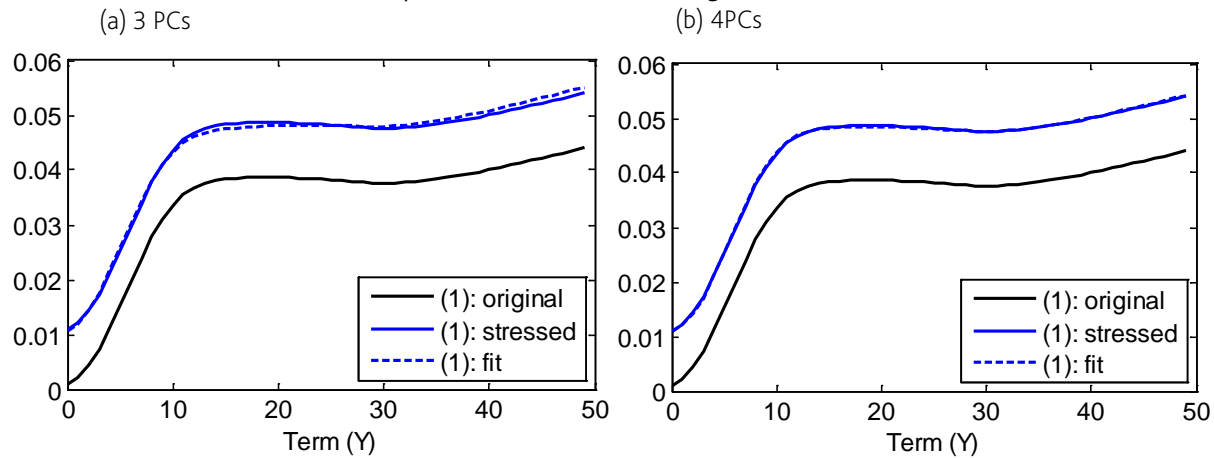 (a) 3 PCs
0.06
0.05
0.04
0.03
0.02
0.01
0
0 10 20 30 40 50
Term (Y)
(1): original
(1): stressed
(1): fit
(b) 4PCs
0.06
0.05
0.04
0.03
0.02
0.01
0
0 10 20 30 40 50
Term (Y)
(1): original
(1): stressed
(1): fit